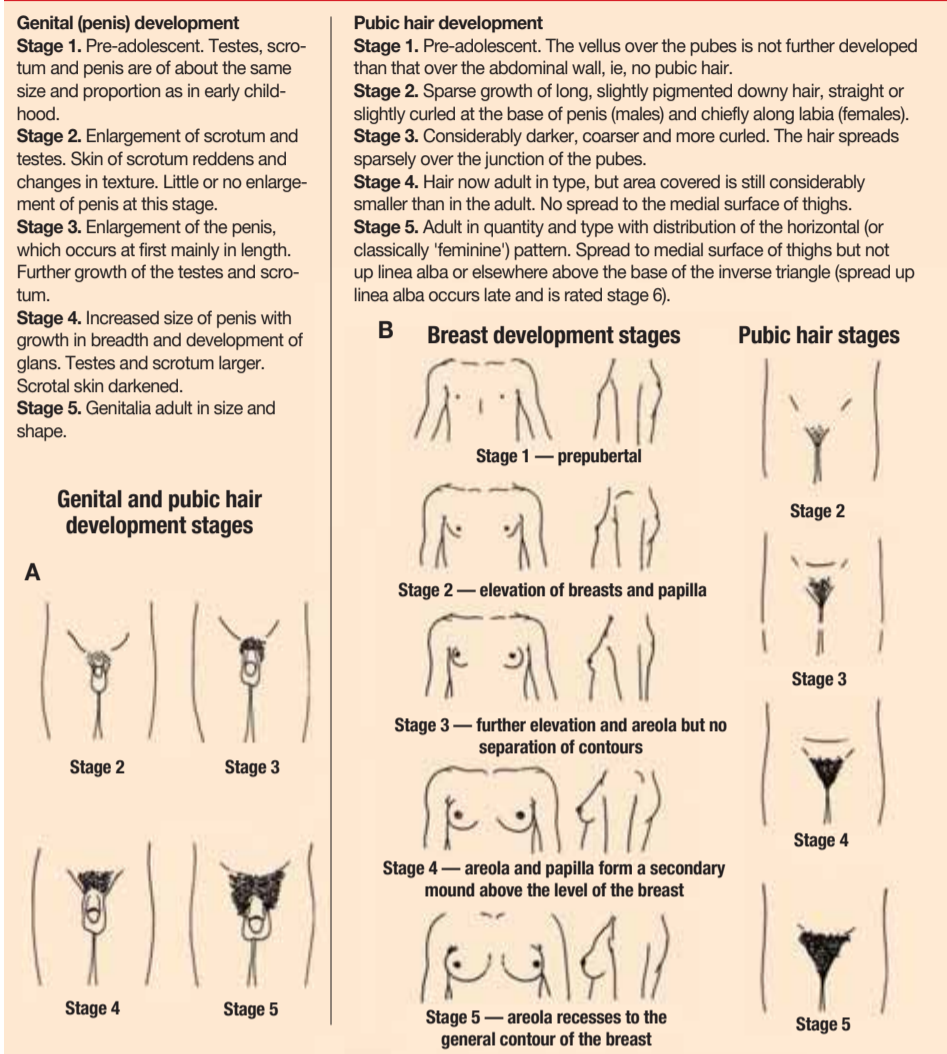 Genital (penis) development
Stage 1. Pre-adolescent. Testes, scro-
tum and penis are of about the same
size and proportion as in early child-
hood.
Stage 2. Enlargement of scrotum and
testes. Skin of scrotum reddens and
changes in texture. Little or no enlarge-
ment of penis at this stage.
Stage 3. Enlargement of the penis,
which occurs at first mainly in length.
Further growth of the testes and scro-
tum.
Stage 4. Increased size of penis with
growth in breadth and development of
glans. Testes and scrotum larger.
Scrotal skin darkened.
Stage 5. Genitalia adult in size and
shape.
Genital and pubic hair
development stages
A
Stage 2
Stage 3
Stage 4
Stage 5
Pubic hair development
Stage 1. Pre-adolescent. The vellus over the pubes is not further developed
than that over the abdominal wall, ie, no pubic hair.
Stage 2. Sparse growth of long, slightly pigmented downy hair, straight or
slightly curled at the base of penis (males) and chiefly along labia (females).
Stage 3. Considerably darker, coarser and more curled. The hair spreads
sparsely over the junction of the pubes.
Stage 4. Hair now adult in type, but area covered is still considerably
smaller than in the adult. No spread to the medial surface of thighs.
Stage 5. Adult in quantity and type with distribution of the horizontal (or
classically 'feminine') pattern. Spread to medial surface of thighs but not
up linea alba or elsewhere above the base of the inverse triangle (spread up
linea alba occurs late and is rated stage 6).
B
Breast development stages
Stage 1 — prepubertal
Stage 2 — elevation of breasts and papilla
Stage 3 — further elevation and areola but no
separation of contours
Stage 4 — areola and papilla form a secondary
mound above the level of the breast
Stage 5 — areola recesses to the
general contour of the breast
Pubic hair stages
Stage 2
Stage 3
Stage 4
Stage 5